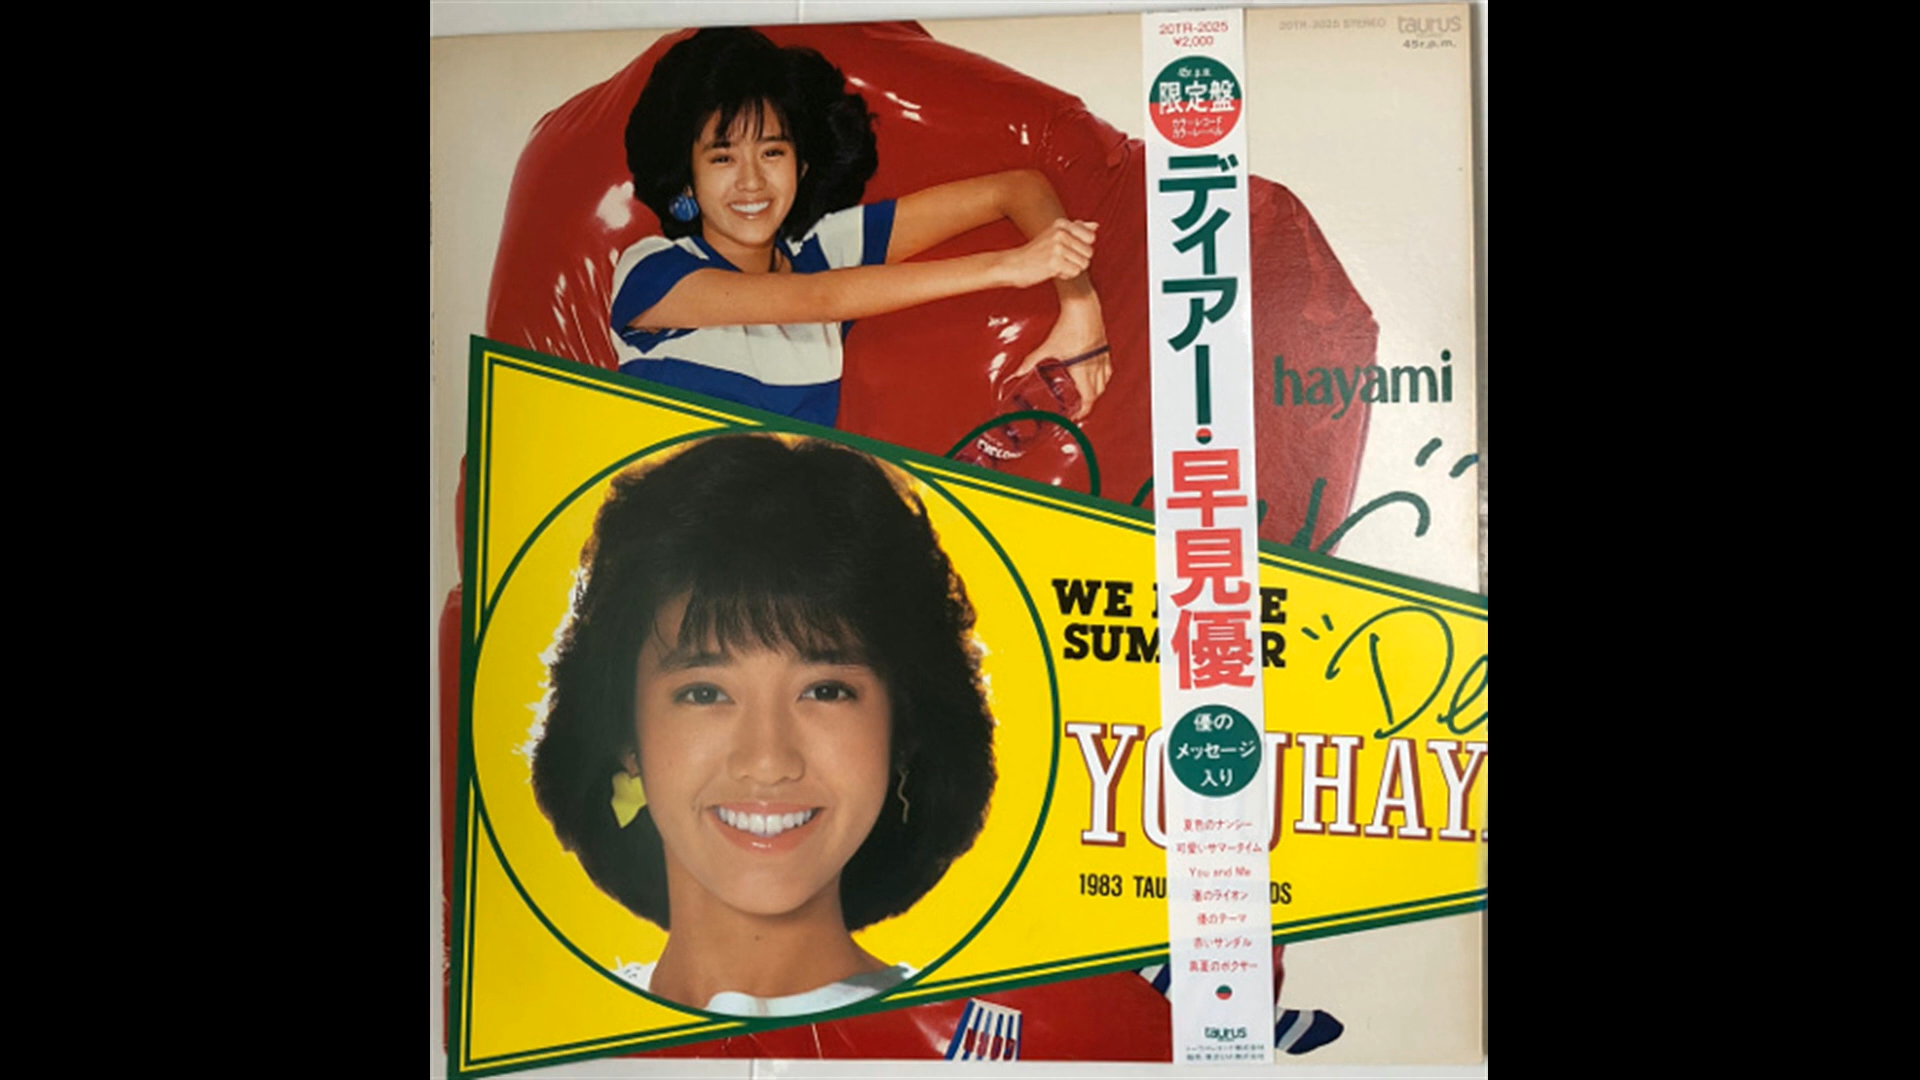 20TR-2025
¥2,000
20TR-2025 STEREO
taurus
45r.p.m.
45r.p.m.
限定盤
カラーレコード
カラーレーベル
ディアー・早見優
hayami
優の
メッセージ
入り
夏色のナンシー
可愛いサマータイム
You and Me
渚のライオン
優のテーマ
赤いサンダル
真夏のボクサー
taurus
WE
E
SUM
R
"De
YOUHAY
1983 TAU
DS